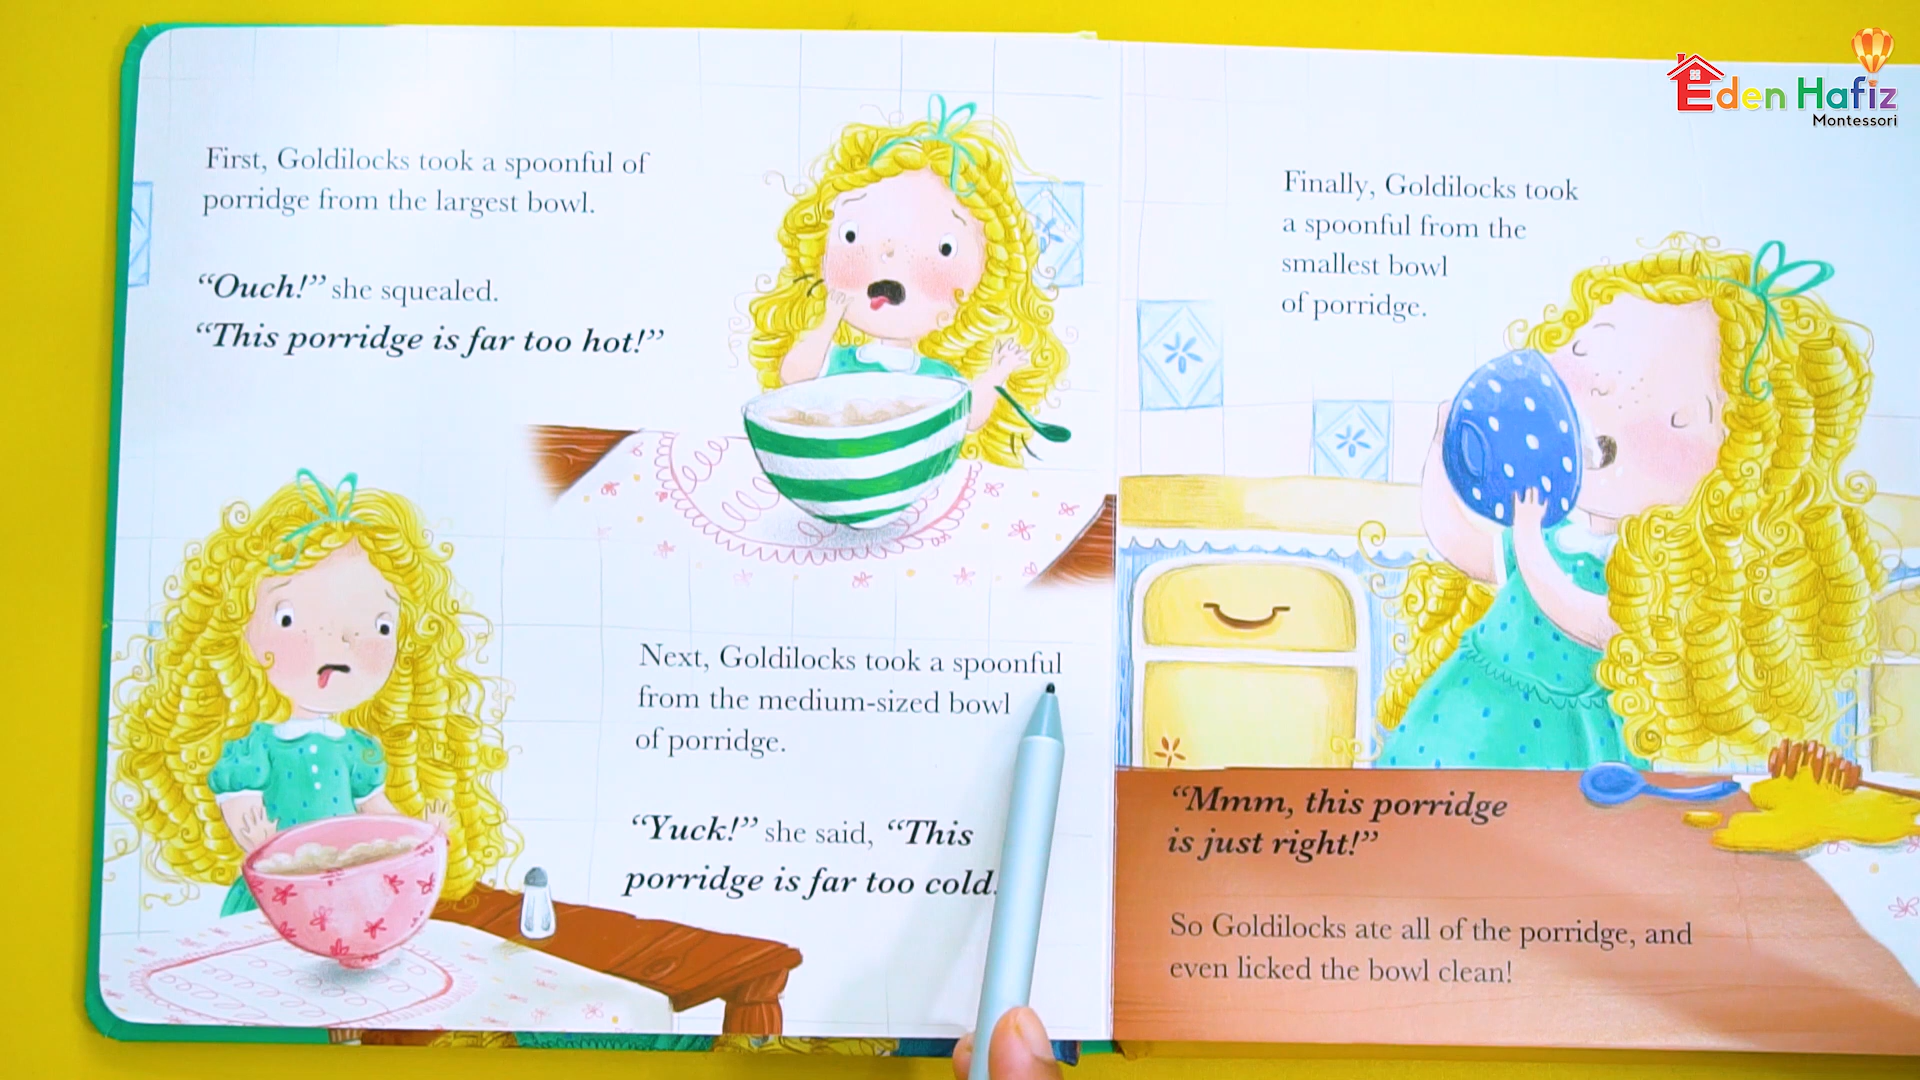 First, Goldilocks took a spoonful of
porridge from the largest bowl.
“Ouch!” she squealed.
“This porridge is far too hot!”
Next, Goldilocks took a spoonful
from the medium-sized bowl
of porridge.
“Yuck!” she said, “This
porridge is far too cold.
Finally, Goldilocks took
a spoonful from the
smallest bowl
of porridge.
“Mmm, this porridge
is just right!”
So Goldilocks ate all of the porridge, and
even licked the bowl clean!
Eden Hafiz
Montessori